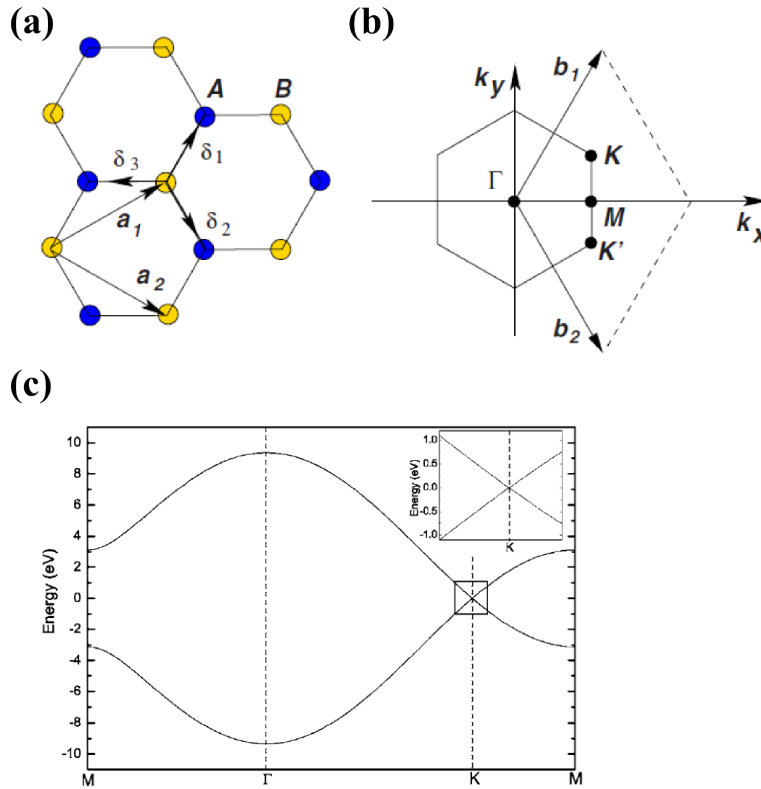 (a)
A
B
δ1
δ3
a1
δ2
a2
(b)
ky
b1
K
Γ
M
kx
K'
b2
(c)
Energy (eV)
10
8
6
4
2
0
-2
-4
-6
-8
-10
M
Γ
K
M
Energy (eV)
1.0
0.5
0.0
-0.5
-1.0
K